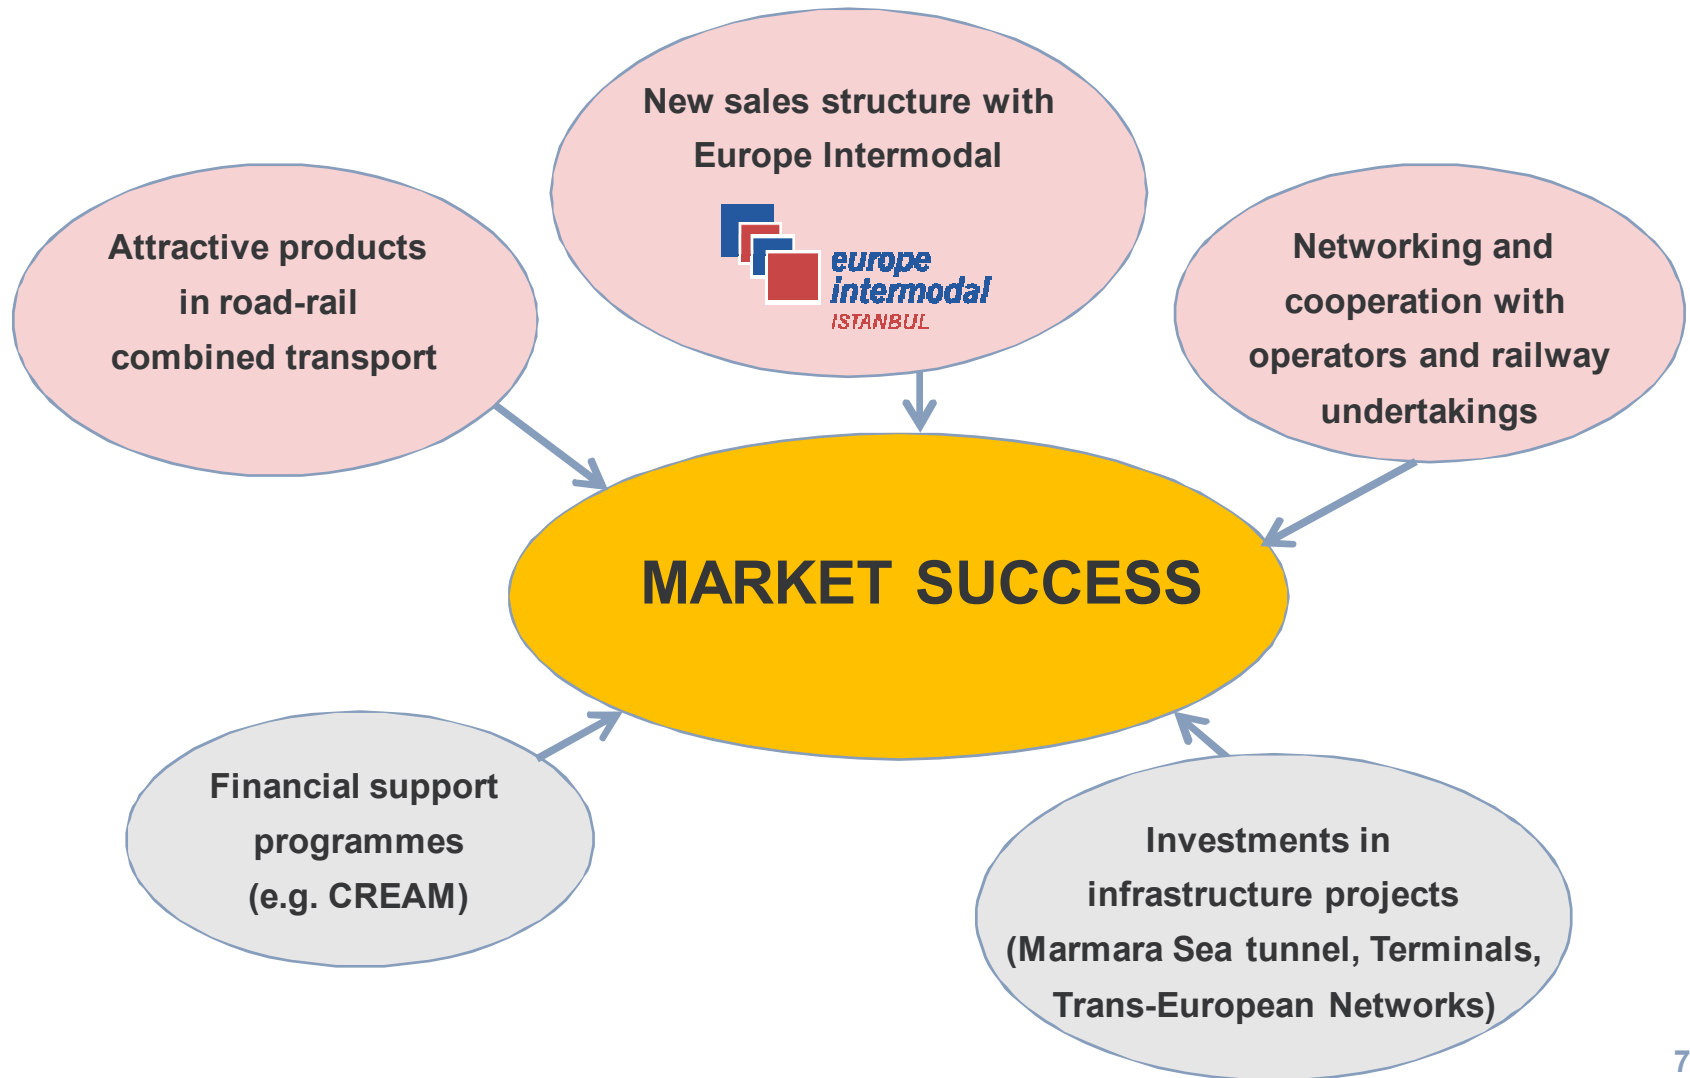 New sales structure with
Europe Intermodal
europe
intermodal
ISTANBUL
Attractive products
in road-rail
combined transport
Networking and
cooperation with
operators and railway
undertakings
MARKET SUCCESS
Financial support
programmes
(e.g. CREAM)
Investments in
infrastructure projects
(Marmara Sea tunnel, Terminals,
Trans-European Networks)
7